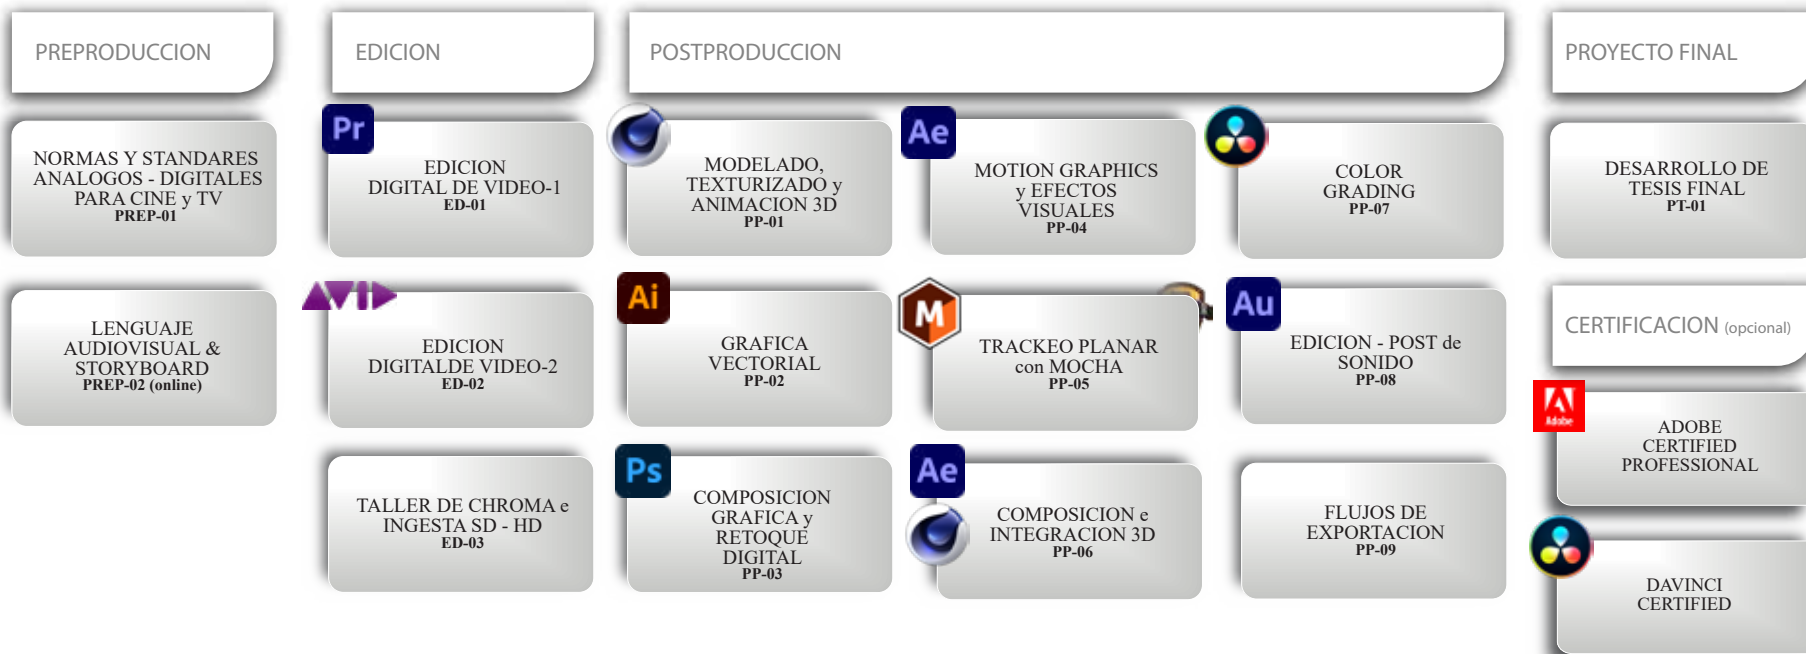 PREPRODUCCION
NORMAS Y STANDARES
ANALOGOS - DIGITALES
PARA CINE y TV
PREP-01
LENGUAJE
AUDIOVISUAL &
STORYBOARD
PREP-02 (online)
EDICION
Pr
EDICION
DIGITAL DE VIDEO-1
ED-01
AVID
EDICION
DIGITALDE VIDEO-2
ED-02
TALLER DE CHROMA e
INGESTA SD - HD
ED-03
POSTPRODUCCION
MODELADO,
TEXTURIZADO y
ANIMACION 3D
PP-01
Ai
GRAFICA
VECTORIAL
PP-02
Ps
COMPOSICION
GRAFICA y
RETOQUE
DIGITAL
PP-03
Ae
MOTION GRAPHICS
y EFECTOS
VISUALES
PP-04
M
TRACKEO PLANAR
con MOCHA
PP-05
Ae
COMPOSICION e
INTEGRACION 3D
PP-06
COLOR
GRADING
PP-07
Au
EDICION - POST de
SONIDO
PP-08
FLUJOS DE
EXPORTACION
PP-09
PROYECTO FINAL
DESARROLLO DE
TESIS FINAL
PT-01
CERTIFICACION (opcional)
Adobe
ADOBE
CERTIFIED
PROFESSIONAL
DAVINCI
CERTIFIED